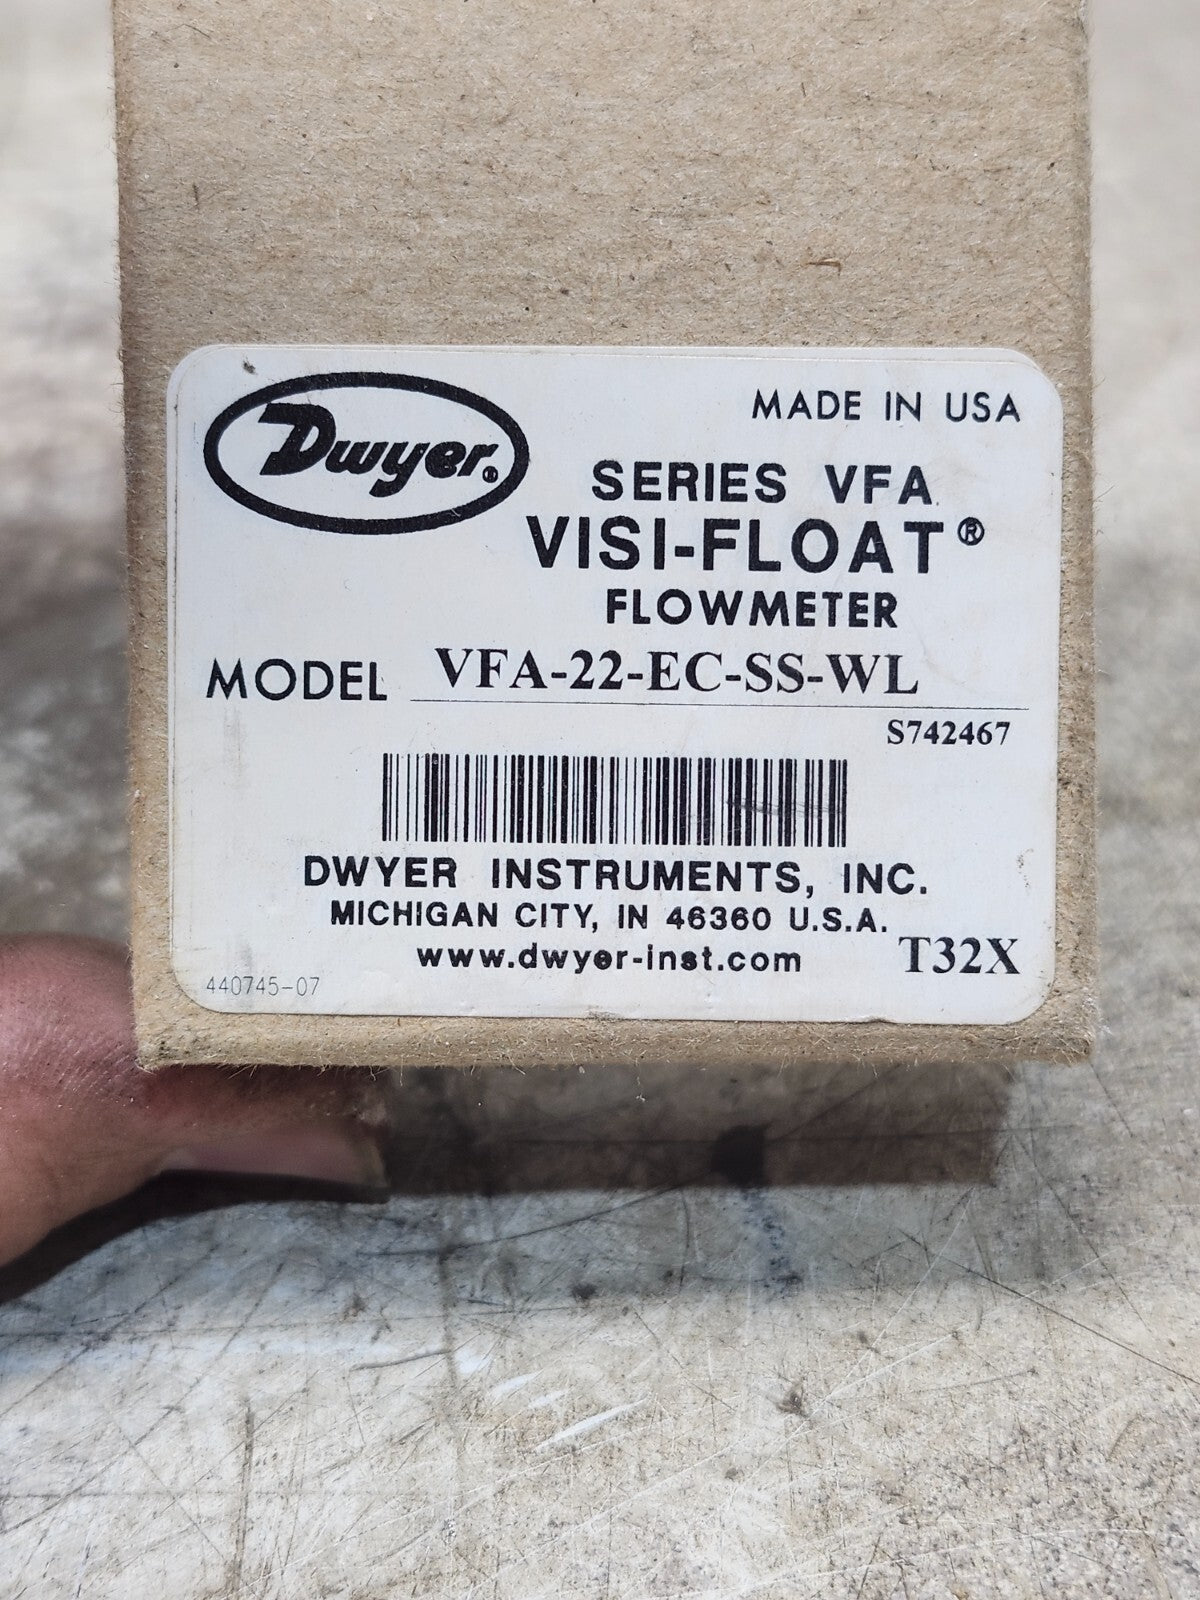 Dwyer®
MADE IN USA
SERIES VFA
VISI-FLOAT®
FLOWMETER
MODEL VFA-22-EC-SS-WL
S742467
DWYER INSTRUMENTS, INC.
MICHIGAN CITY, IN 46360 U.S.A.
www.dwyer-inst.com
T32X
440745-07